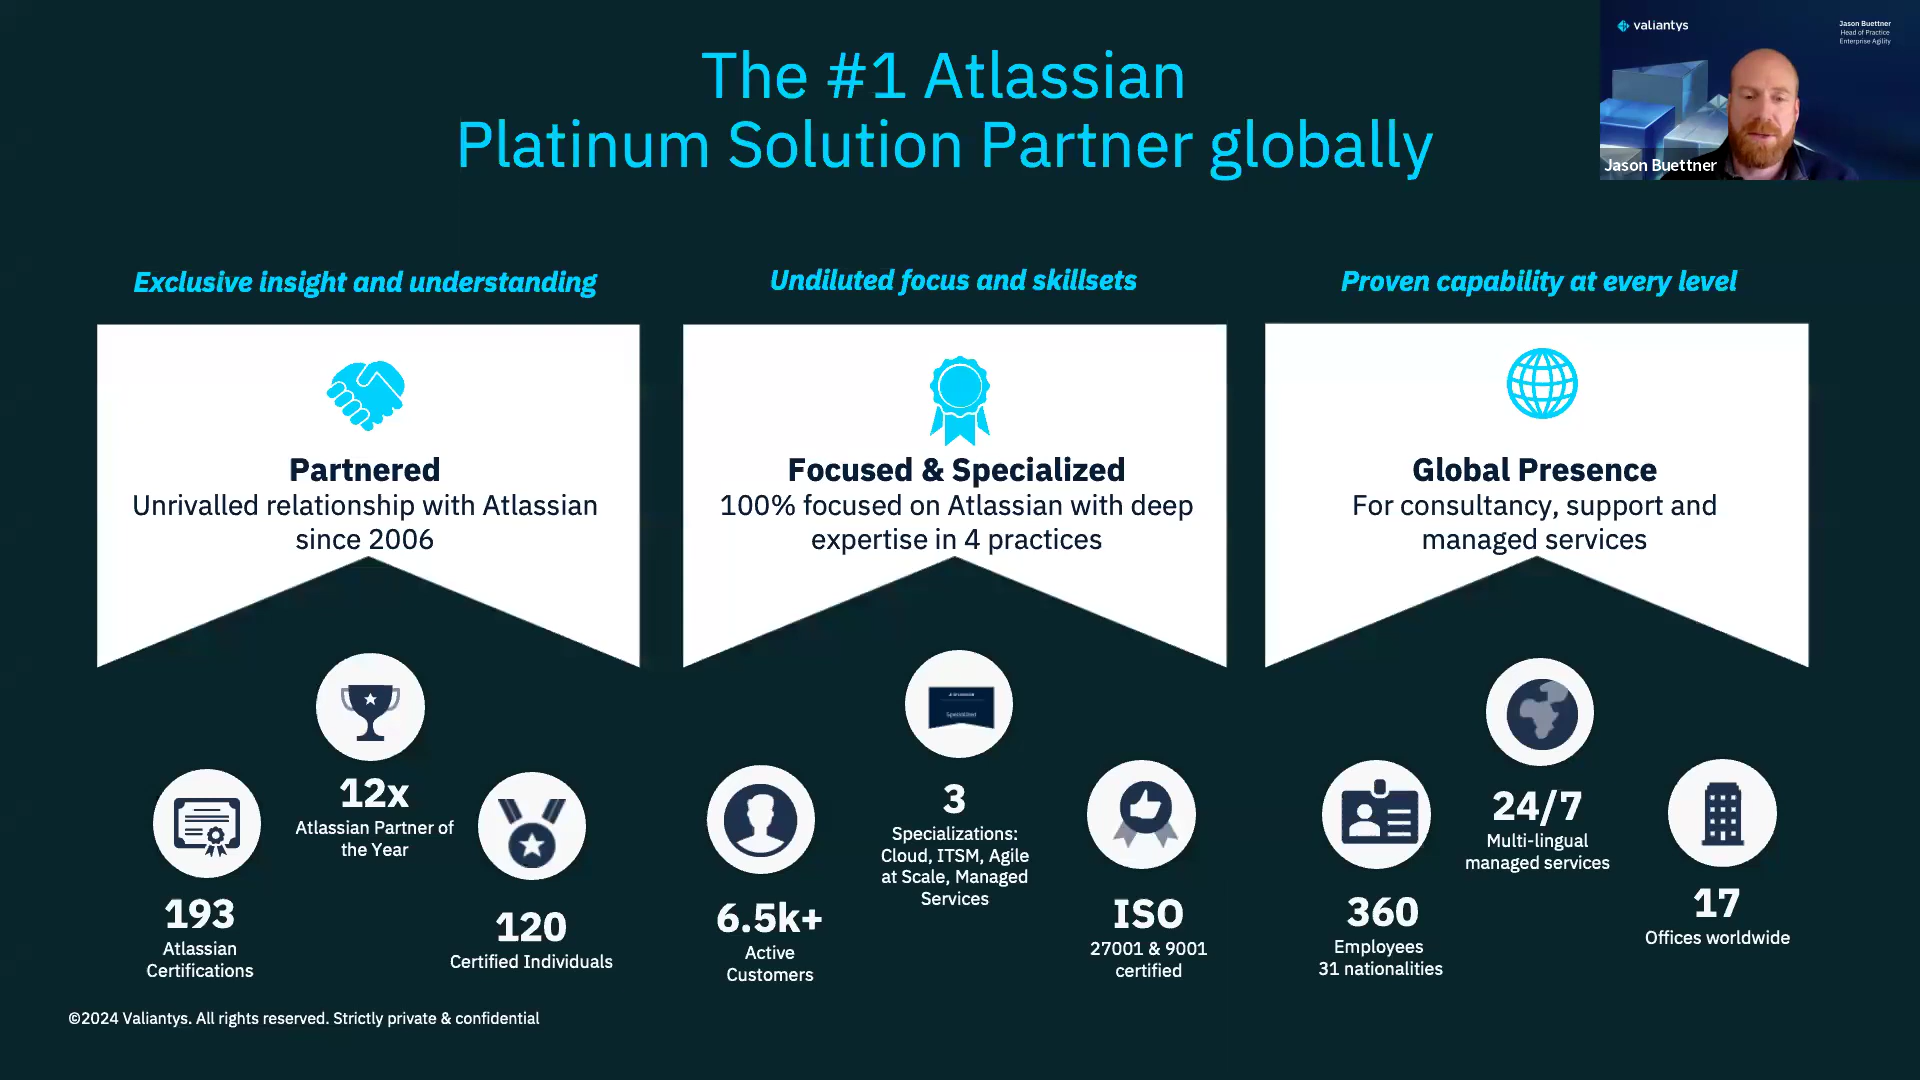 The #1 Atlassian
Platinum Solution Partner globally
valiantys
Jason Buettner
Head of Practice
Enterprise Agility
Jason Buettner
Exclusive insight and understanding
Partnered
Unrivalled relationship with Atlassian
since 2006
12x
Atlassian Partner of
the Year
193
Atlassian
Certifications
120
Certified Individuals
Undiluted focus and skillsets
Focused & Specialized
100% focused on Atlassian with deep
expertise in 4 practices
Specialized
3
Specializations:
Cloud, ITSM, Agile
at Scale, Managed
Services
6.5k+
Active
Customers
ISO
27001 & 9001
certified
Proven capability at every level
Global Presence
For consultancy, support and
managed services
24/7
Multi-lingual
managed services
360
Employees
31 nationalities
17
Offices worldwide
©2024 Valiantys. All rights reserved. Strictly private & confidential